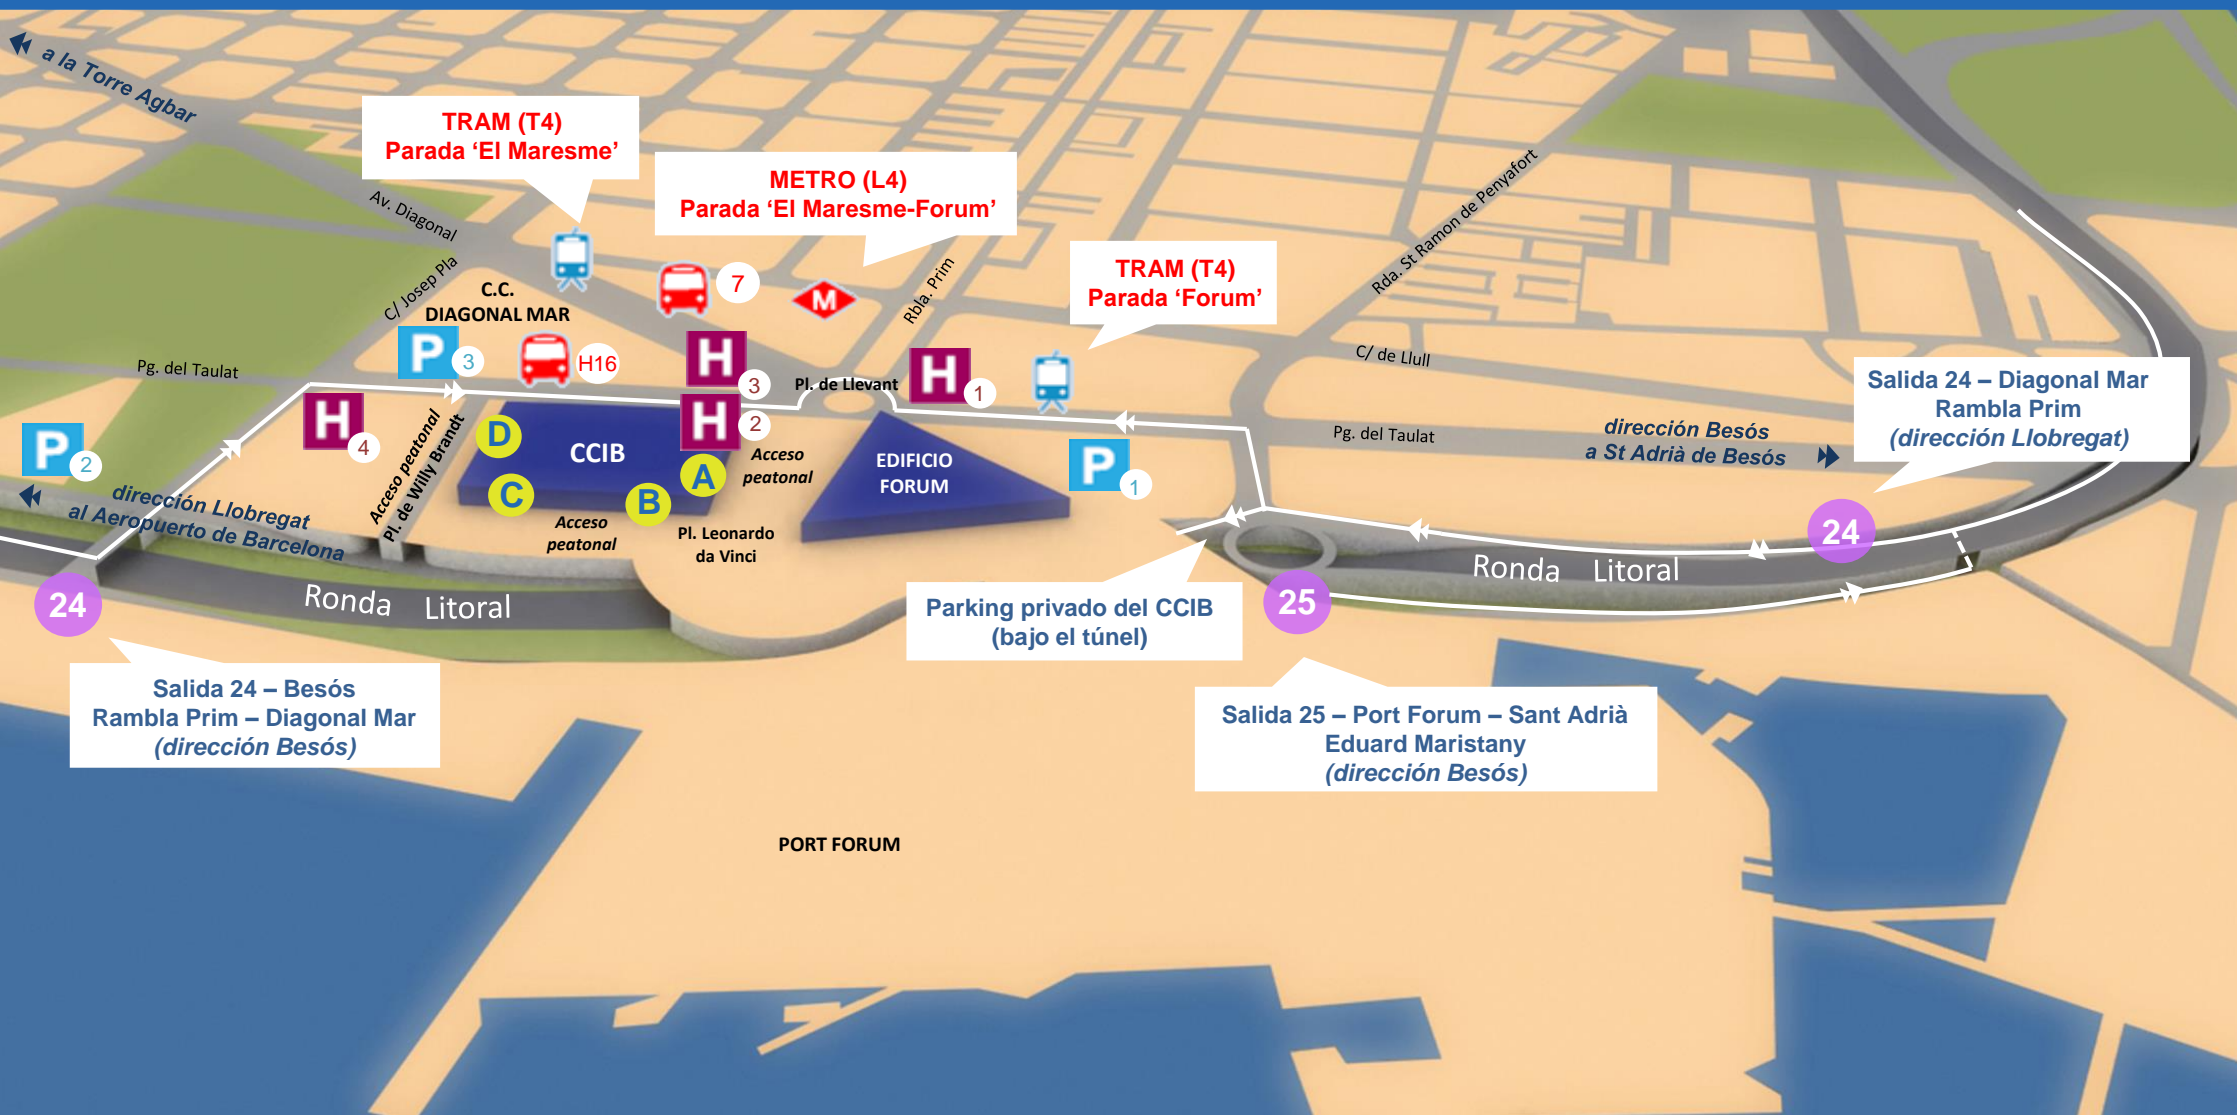 a la Torre Agbar
TRAM (T4)
Parada ‘El Maresme’
METRO (L4)
Parada ‘El Maresme-Forum’
Rda. St Ramon de Penyafort
Av. Diagonal
C/ Josep Pla
C.C.
DIAGONAL MAR
7
M
Rbla. Prim
TRAM (T4)
Parada ‘Forum’
Pg. del Taulat
P
3
H16
H
3
Pl. de Llevant
H
1
C/ de Llull
Salida 24 – Diagonal Mar
Rambla Prim
(dirección Llobregat)
H
4
H
2
P
2
Acceso peatonal
Pl. de Willy Brandt
D
CCIB
A
C
B
Acceso
peatonal
EDIFICIO
FORUM
P
1
Pg. del Taulat
dirección Besós
a St Adrià de Besós
dirección Llobregat
al Aeropuerto de Barcelona
Acceso
peatonal
Pl. Leonardo
da Vinci
24
Ronda Litoral
24
Ronda Litoral
Parking privado del CCIB
(bajo el túnel)
25
Salida 24 – Besós
Rambla Prim – Diagonal Mar
(dirección Besós)
Salida 25 – Port Forum – Sant Adrià
Eduard Maristany
(dirección Besós)
PORT FORUM